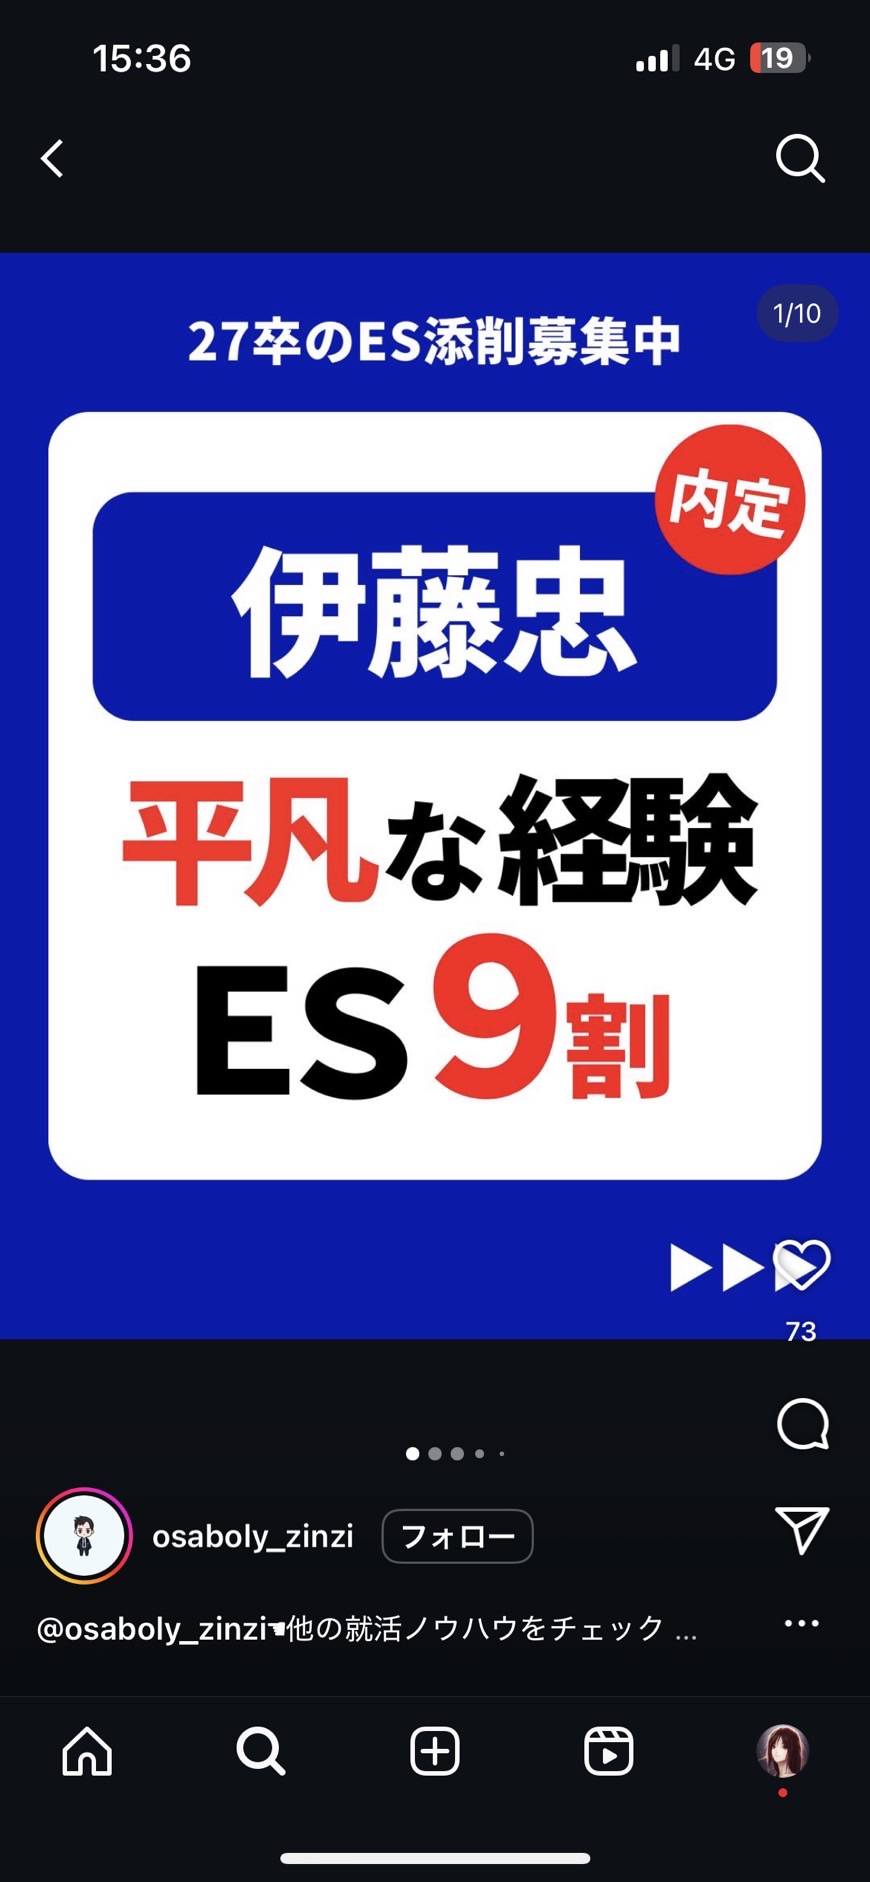 15:36
4G
19
1/10
27卒のES添削募集中
内定
伊藤忠
平凡な経験
ES9割
73
osaboly_zinzi
フォロー
@osaboly_zinzi☚他の就活ノウハウをチェック ...